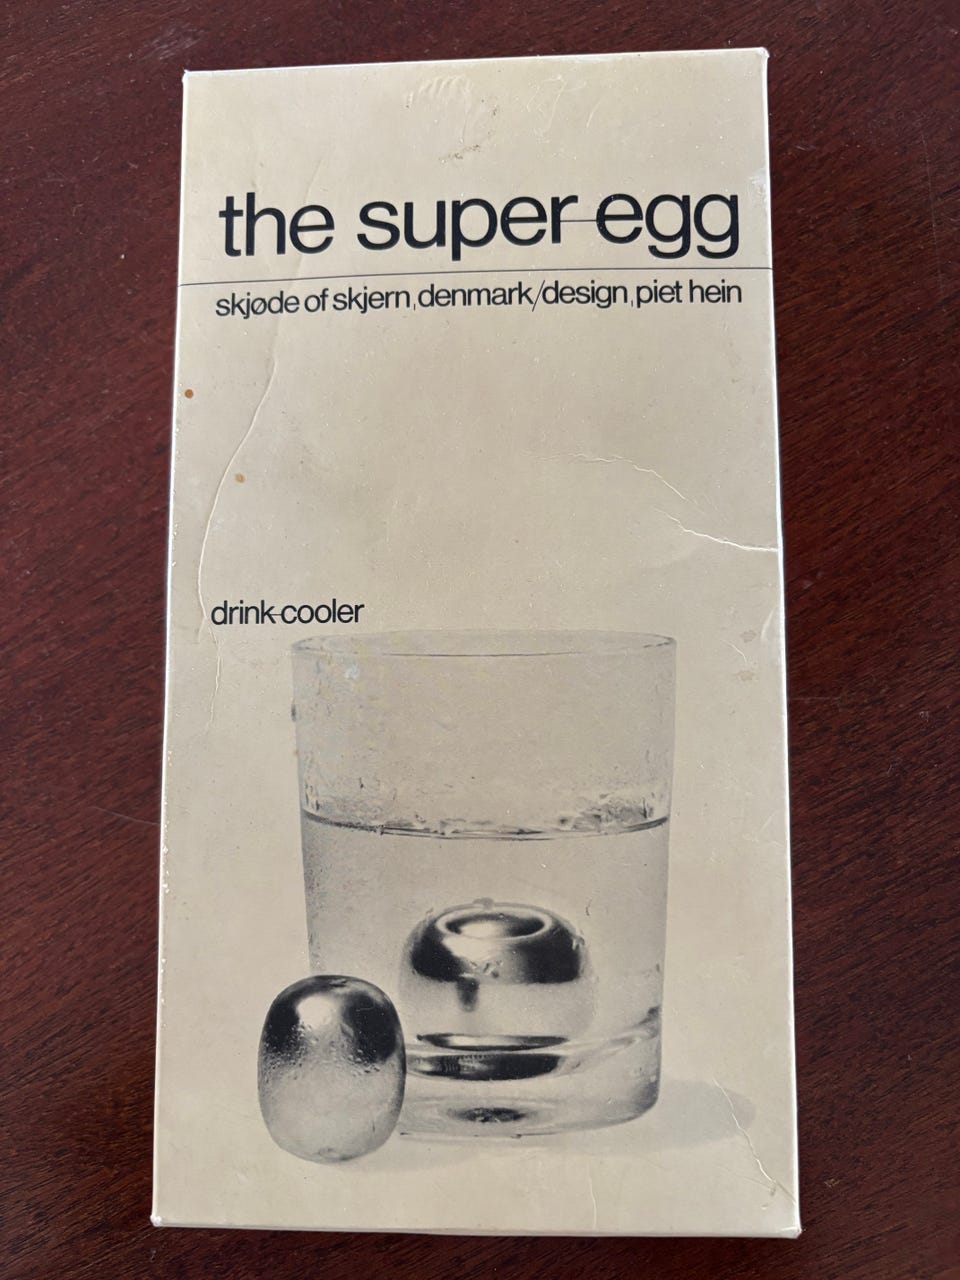 the super-egg
skjøde of skjern, denmark/design, piet hein
drink-cooler